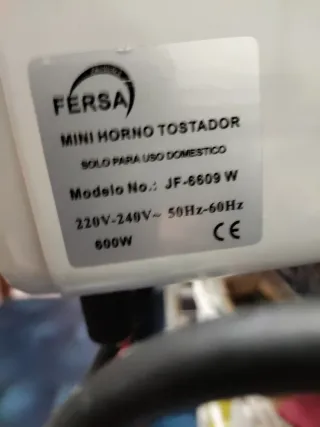 FERSA
MINI HORNO TOSTADOR
SOLO PARA USO DOMESTICO
Modelo No.: JF-6609 W
220V-240V~ 50Hz-60Hz
600W CE